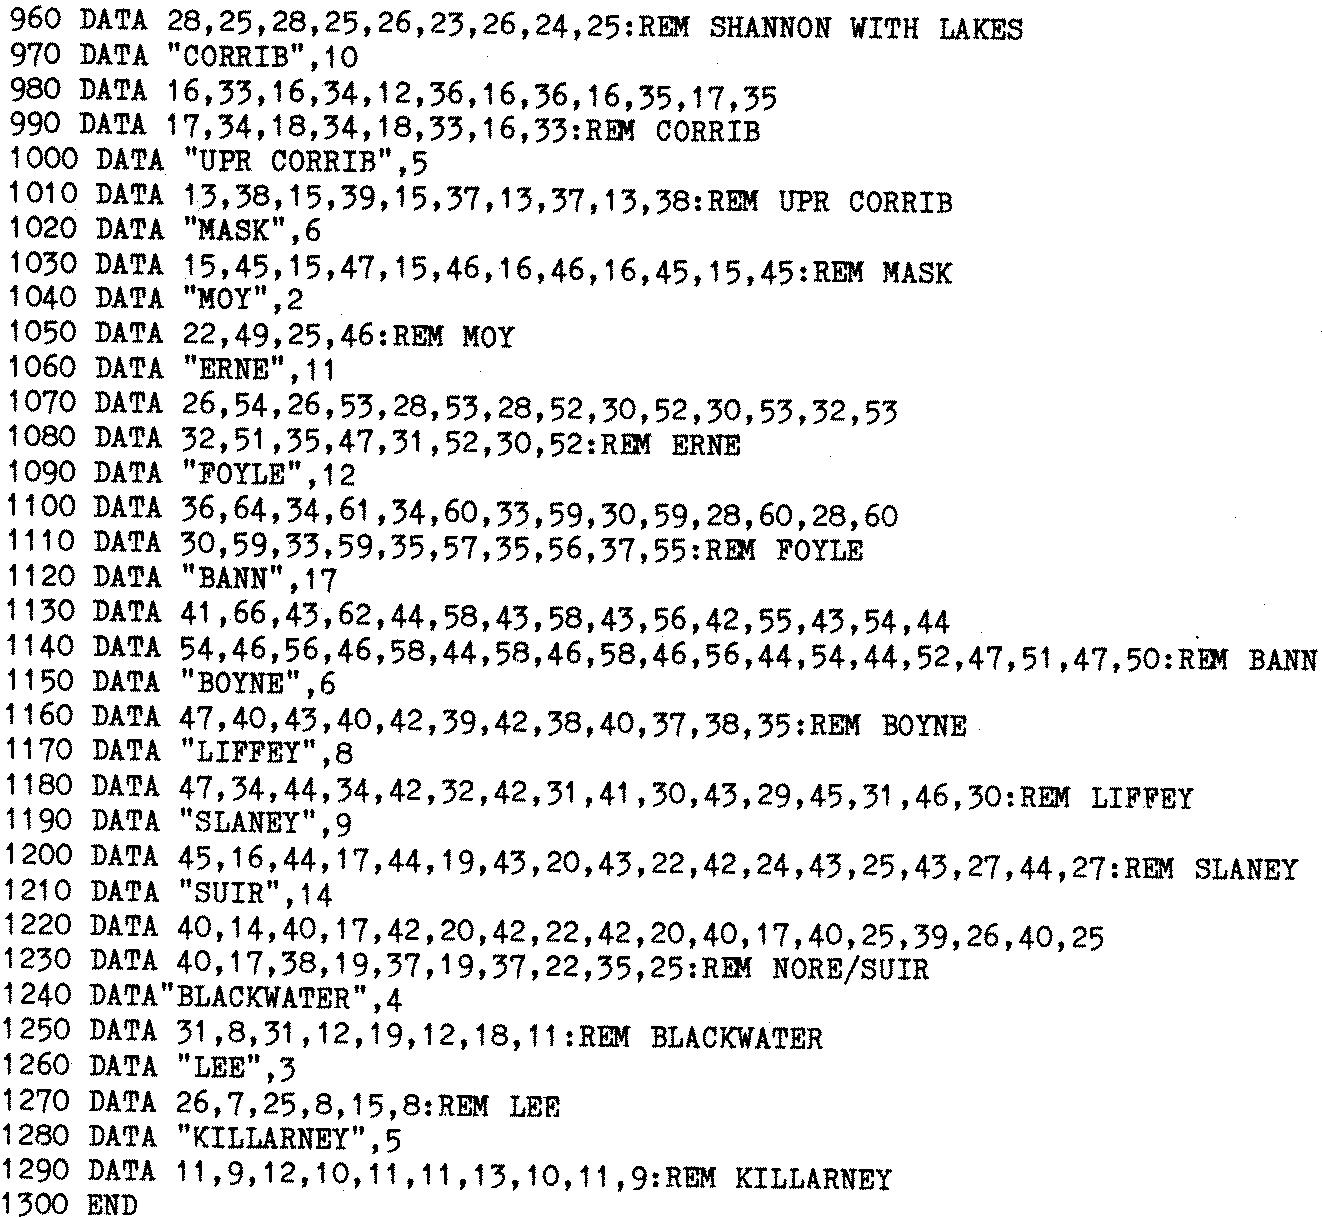 960 DATA 28,25,28,25,26,23,26,24,25:REM SHANNON WITH LAKES
970 DATA "CORRIB",10
980 DATA 16,33,16,34,12,36,16,36,16,35,17,35
990 DATA 17,34,18,34,18,33,16,33:REM CORRIB
1000 DATA "UPR CORRIB",5
1010 DATA 13,38,15,39,15,37,13,37,13,38:REM UPR CORRIB
1020 DATA "MASK",6
1030 DATA 15,45,15,47,15,46,16,46,16,45,15,45:REM MASK
1040 DATA "MOY",2
1050 DATA 22,49,25,46:REM MOY
1060 DATA "ERNE",11
1070 DATA 26,54,26,53,28,53,28,52,30,52,30,53,32,53
1080 DATA 32,51,35,47,31,52,30,52:REM ERNE
1090 DATA "FOYLE",12
1100 DATA 36,64,34,61,34,60,33,59,30,59,28,60,28,60
1110 DATA 30,59,33,59,35,57,35,56,37,55:REM FOYLE
1120 DATA "BANN",17
1130 DATA 41,66,43,62,44,58,43,58,43,56,42,55,43,54,44
1140 DATA 54,46,56,46,58,44,58,46,58,46,56,44,54,44,52,47,51,47,50:REM BANN
1150 DATA "BOYNE",6
1160 DATA 47,40,43,40,42,39,42,38,40,37,38,35:REM BOYNE
1170 DATA "LIFFEY",8
1180 DATA 47,34,44,34,42,32,42,31,41,30,43,29,45,31,46,30:REM LIFFEY
1190 DATA "SLANEY",9
1200 DATA 45,16,44,17,44,19,43,20,43,22,42,24,43,25,43,27,44,27:REM SLANEY
1210 DATA "SUIR",14
1220 DATA 40,14,40,17,42,20,42,22,42,20,40,17,40,25,39,26,40,25
1230 DATA 40,17,38,19,37,19,37,22,35,25:REM NORE/SUIR
1240 DATA"BLACKWATER",4
1250 DATA 31,8,31,12,19,12,18,11:REM BLACKWATER
1260 DATA "LEE",3
1270 DATA 26,7,25,8,15,8:REM LEE
1280 DATA "KILLARNEY",5
1290 DATA 11,9,12,10,11,11,13,10,11,9:REM KILLARNEY
1300 END